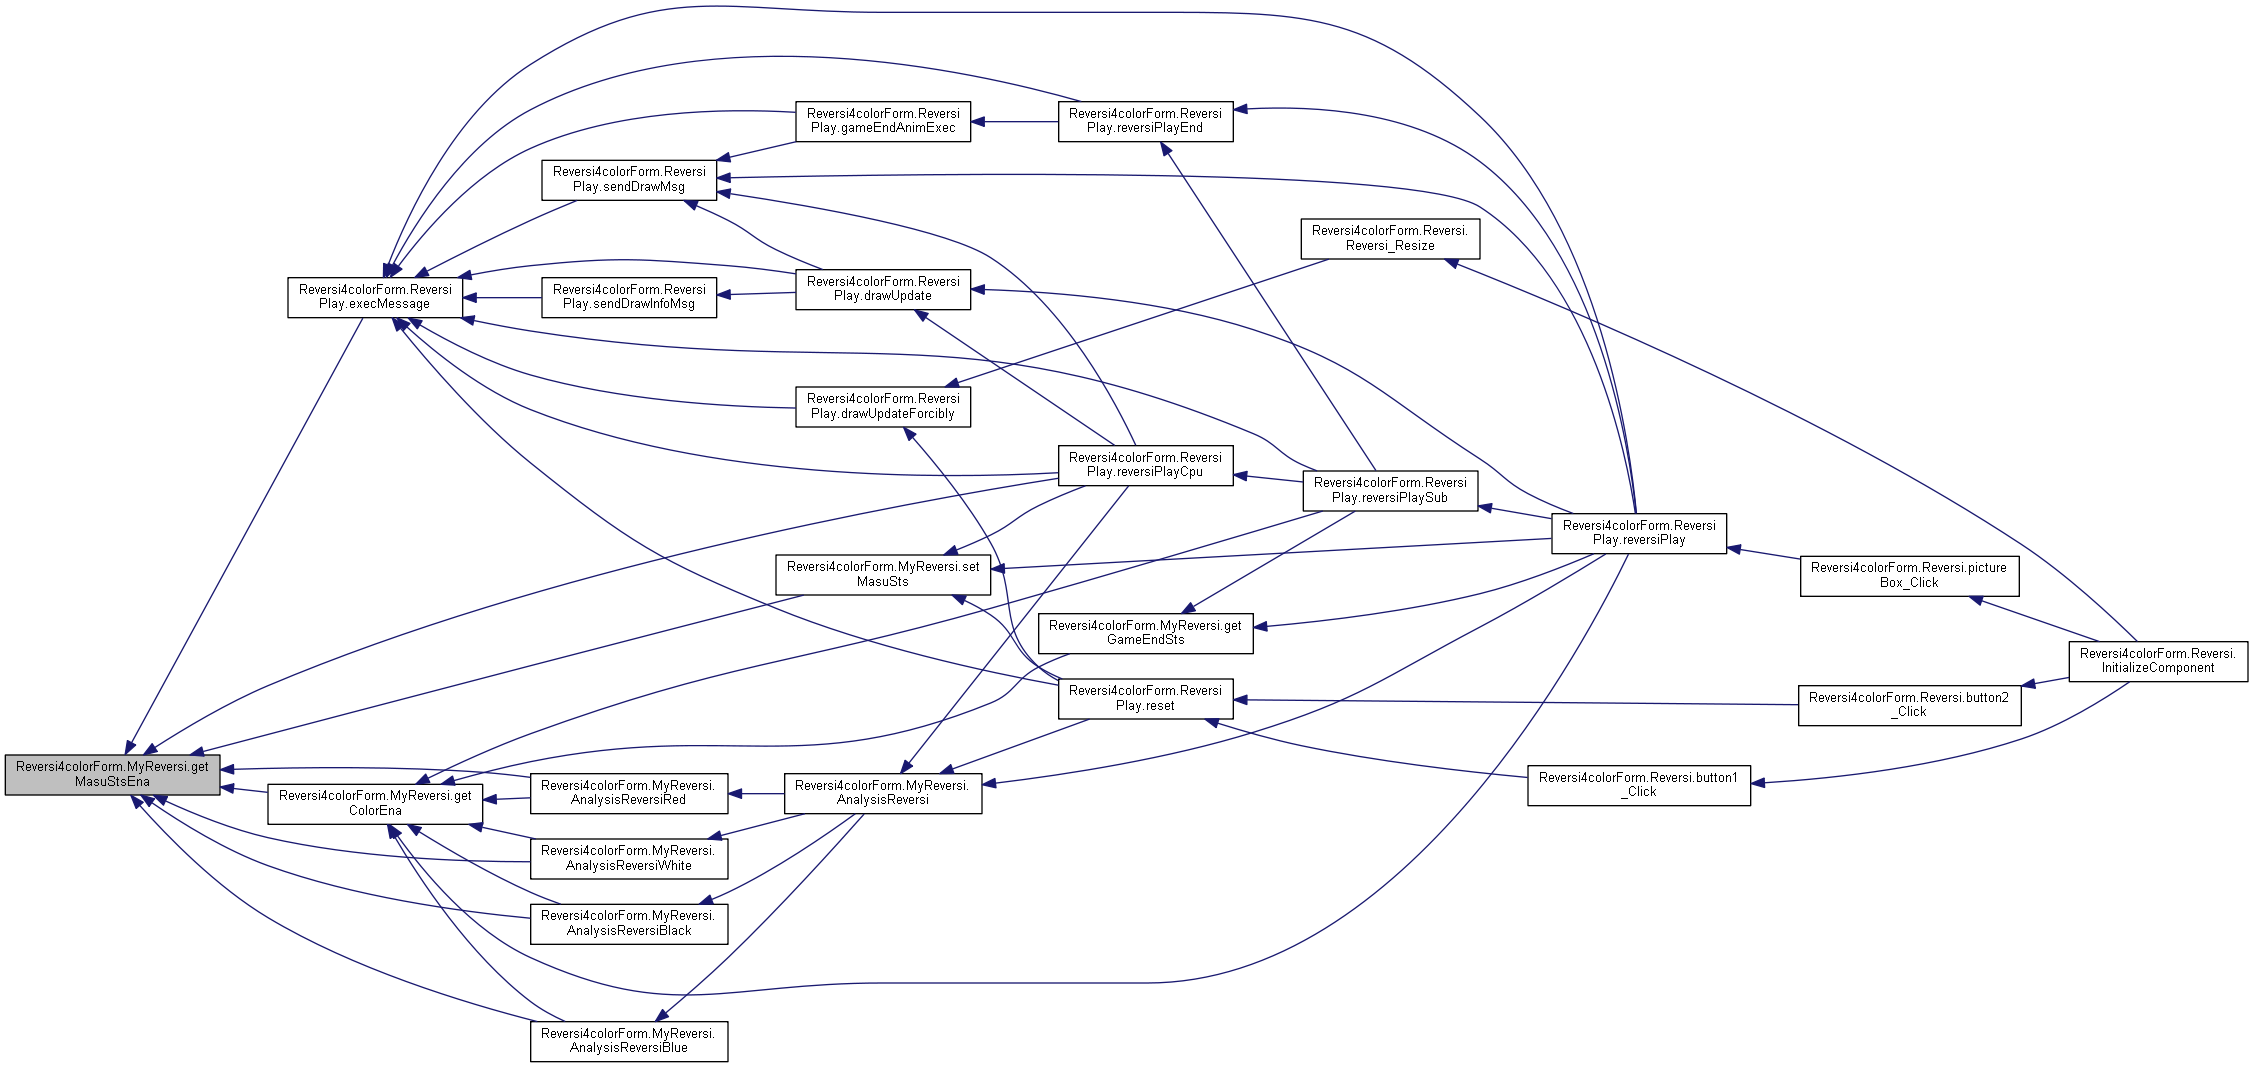 Reversi4colorForm.Reversi
Play.gameEndAnimExec
Reversi4colorForm.Reversi
Play.reversiPlayEnd
Reversi4colorForm.Reversi
Play.sendDrawMsg
Reversi4colorForm.Reversi.
Reversi_Resize
Reversi4colorForm.Reversi
Play.execMessage
Reversi4colorForm.Reversi
Play.sendDrawInfoMsg
Reversi4colorForm.Reversi
Play.drawUpdate
Reversi4colorForm.Reversi
Play.drawUpdateForcibly
Reversi4colorForm.Reversi
Play.reversiPlayCpu
Reversi4colorForm.Reversi
Play.reversiPlaySub
Reversi4colorForm.Reversi
Play.reversiPlay
Reversi4colorForm.MyReversi.set
MasuSts
Reversi4colorForm.Reversi.picture
Box_Click
Reversi4colorForm.MyReversi.get
GameEndSts
Reversi4colorForm.Reversi.
InitializeComponent
Reversi4colorForm.Reversi
Play.reset
Reversi4colorForm.Reversi.button2
_Click
Reversi4colorForm.MyReversi.get
MasuStsEna
Reversi4colorForm.MyReversi.get
ColorEna
Reversi4colorForm.MyReversi.
AnalysisReversiRed
Reversi4colorForm.MyReversi.
AnalysisReversi
Reversi4colorForm.Reversi.button1
_Click
Reversi4colorForm.MyReversi.
AnalysisReversiWhite
Reversi4colorForm.MyReversi.
AnalysisReversiBlack
Reversi4colorForm.MyReversi.
AnalysisReversiBlue